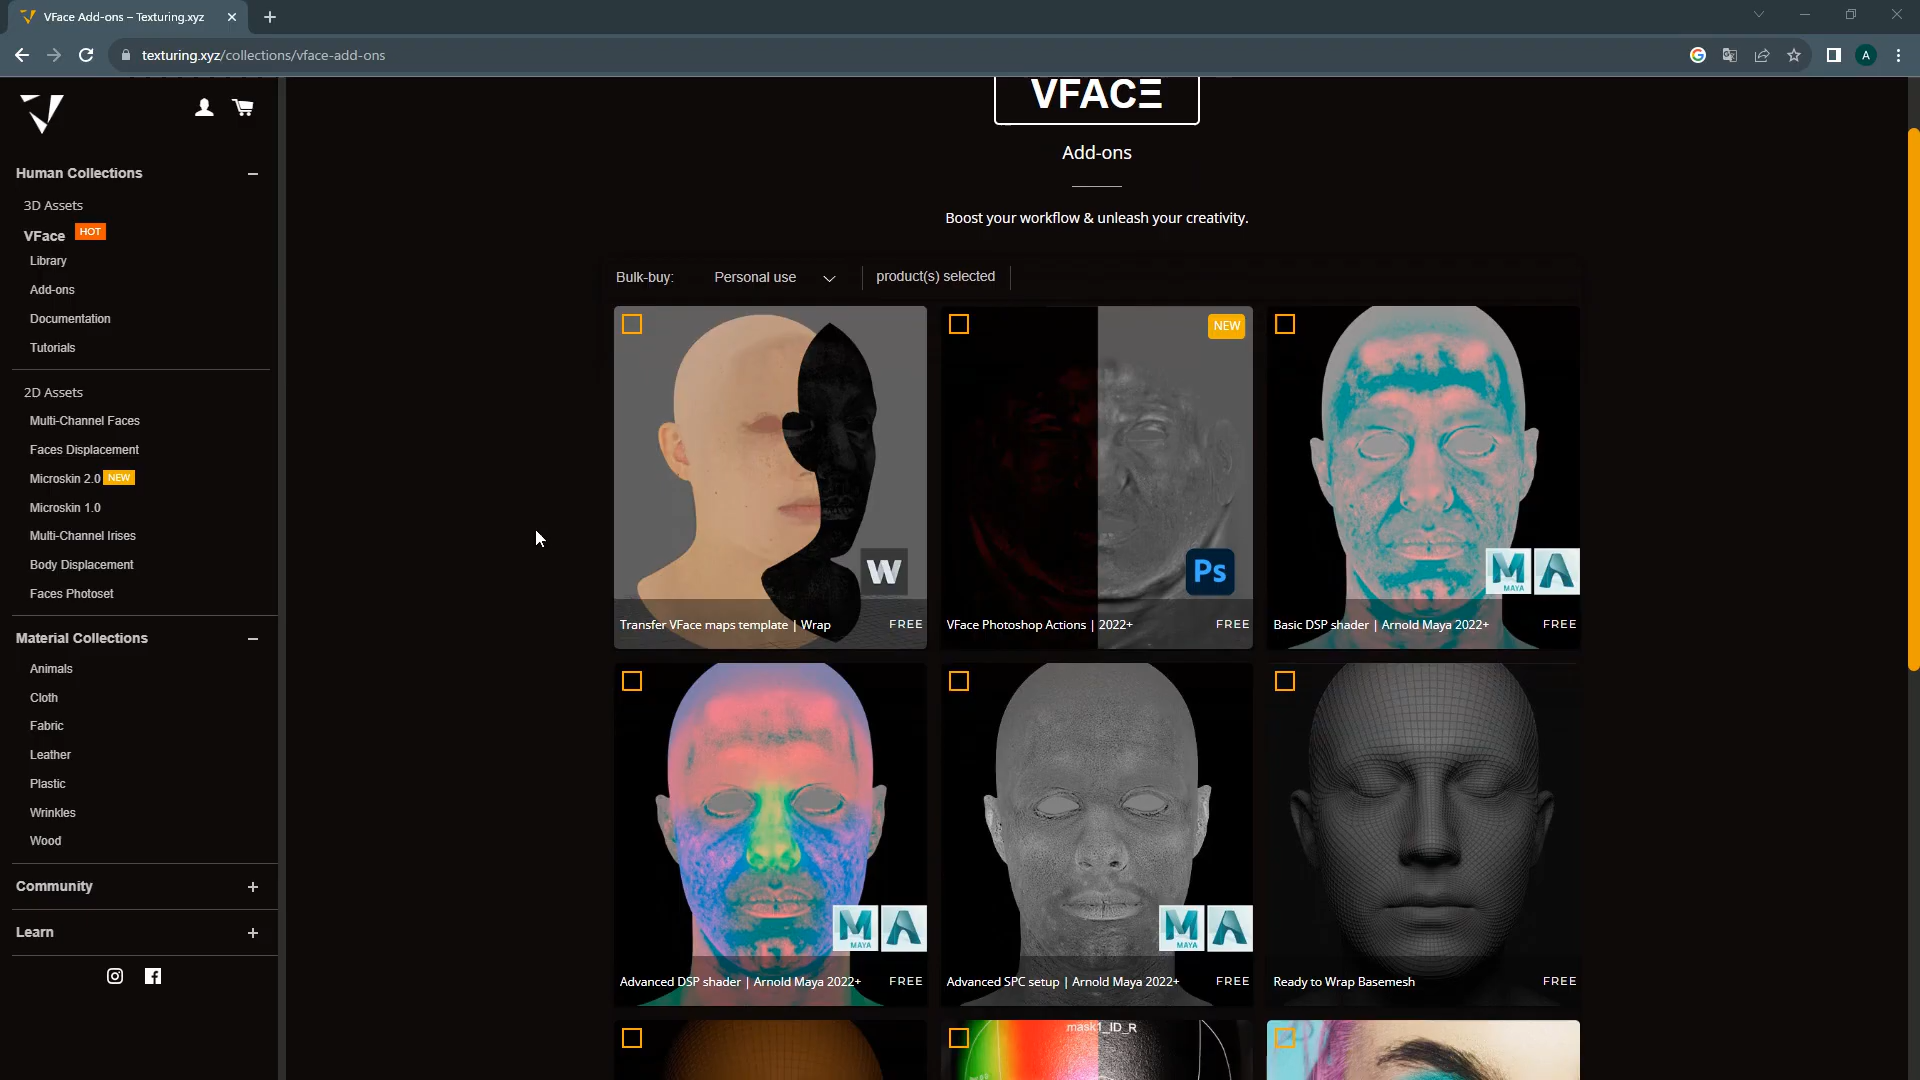 VFace Add-ons – Texturing.xyz
texturing.xyz/collections/vface-add-ons
A
Human Collections
3D Assets
VFace HOT
Library
Add-ons
Documentation
Tutorials
2D Assets
Multi-Channel Faces
Faces Displacement
Microskin 2.0 NEW
Microskin 1.0
Multi-Channel Irises
Body Displacement
Faces Photoset
Material Collections
Animals
Cloth
Fabric
Leather
Plastic
Wrinkles
Wood
Community
Learn
VFACE
Add-ons
Boost your workflow & unleash your creativity.
Bulk-buy: Personal use product(s) selected
W
Transfer VFace maps template | Wrap FREE
NEW
Ps
VFace Photoshop Actions | 2022+ FREE
M MAYA A
Basic DSP shader | Arnold Maya 2022+ FREE
M MAYA A
Advanced DSP shader | Arnold Maya 2022+ FREE
M MAYA A
Advanced SPC setup | Arnold Maya 2022+ FREE
Ready to Wrap Basemesh FREE
mask1_ID_R